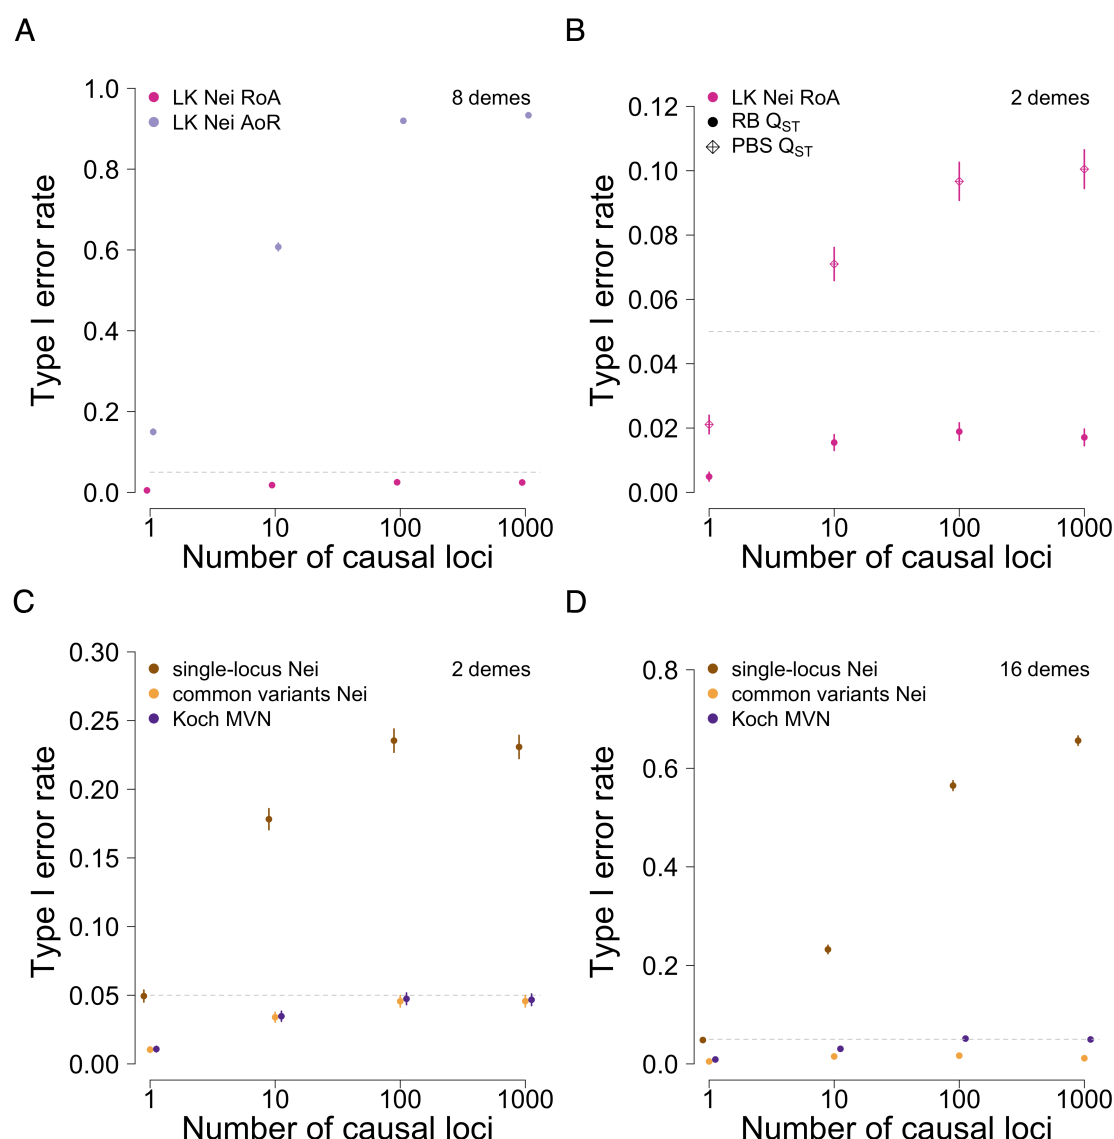 A
1.0
0.8
0.6
0.4
0.2
0.0
Type I error rate
LK Nei RoA
LK Nei AoR
8 demes
1 10 100 1000
Number of causal loci
B
0.12
0.10
0.08
0.06
0.04
0.02
0.00
Type I error rate
LK Nei RoA
RB QST
PBS QST
2 demes
1 10 100 1000
Number of causal loci
C
0.30
0.25
0.20
0.15
0.10
0.05
0.00
Type I error rate
single-locus Nei
common variants Nei
Koch MVN
2 demes
1 10 100 1000
Number of causal loci
D
0.8
0.6
0.4
0.2
0.0
Type I error rate
single-locus Nei
common variants Nei
Koch MVN
16 demes
1 10 100 1000
Number of causal loci